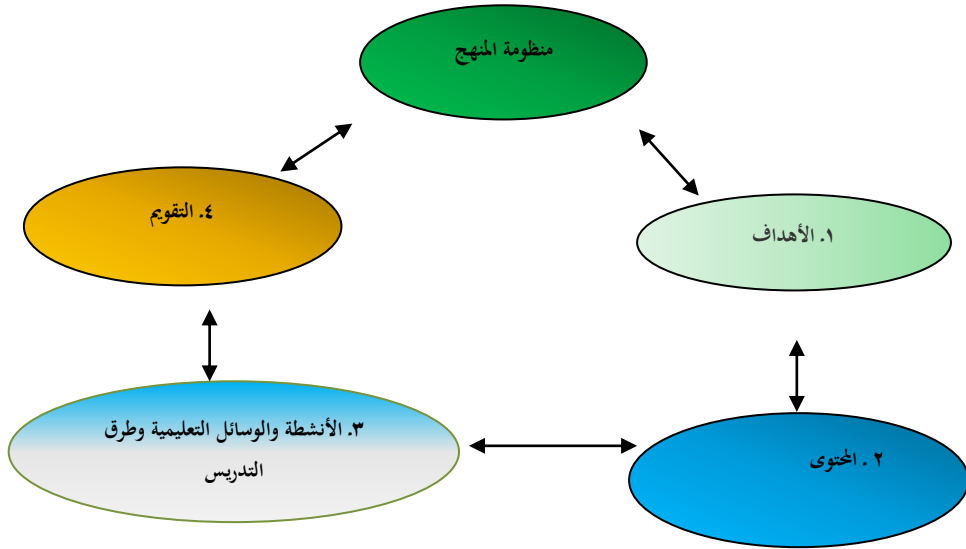 منظومة المنهج
١. الأهداف
٢ . المحتوى
٣. الأنشطة والوسائل التعليمية وطرق
التدريس
٤. التقويم